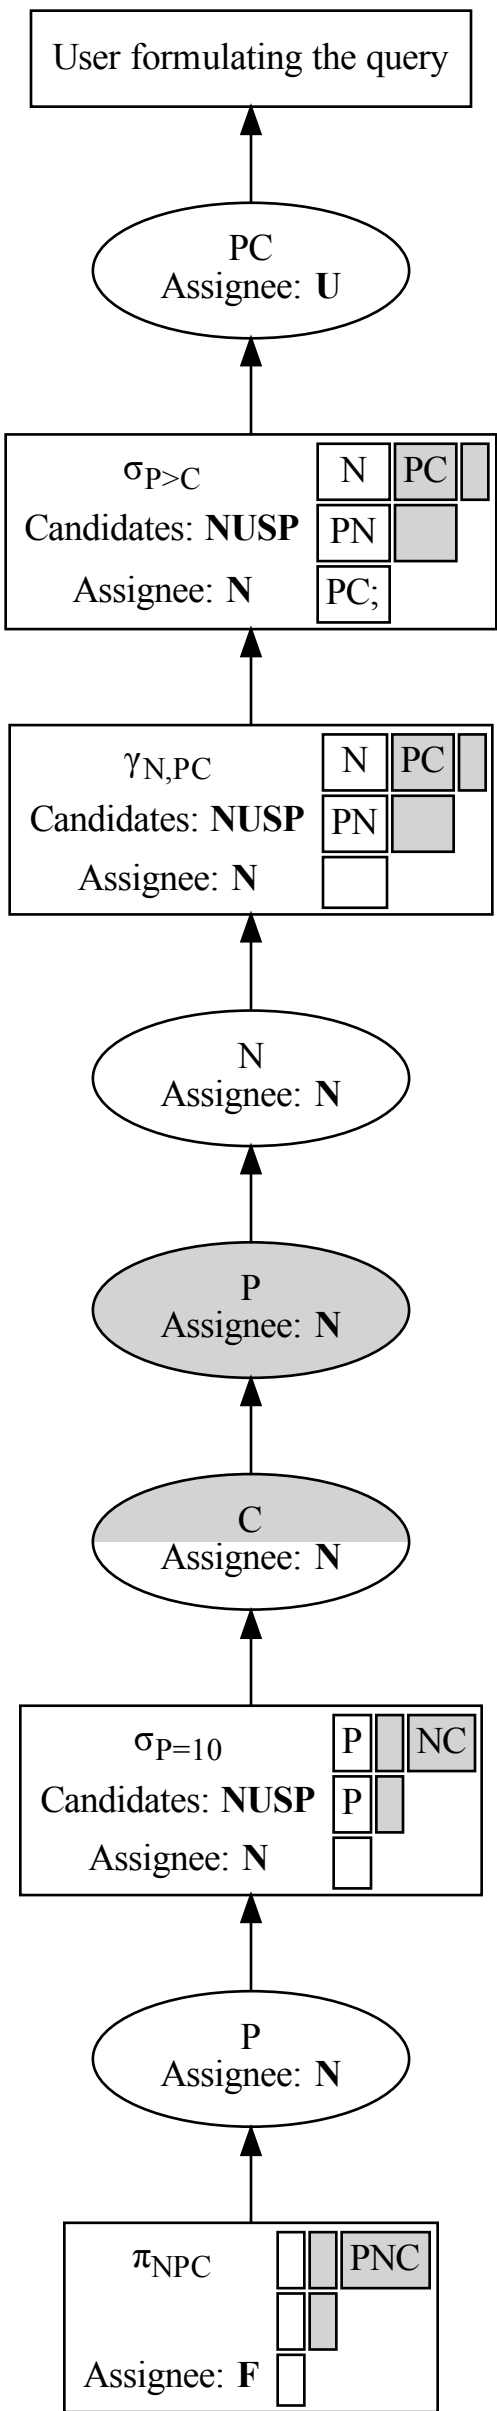 User formulating the query
PC
Assignee: U
σP>C
N PC
Candidates: NUSP
PN
Assignee: N
PC;
γN,PC
N PC
Candidates: NUSP
PN
Assignee: N
N
Assignee: N
P
Assignee: N
C
Assignee: N
σP=10
P NC
Candidates: NUSP
P
Assignee: N
P
Assignee: N
πNPC
PNC
Assignee: F